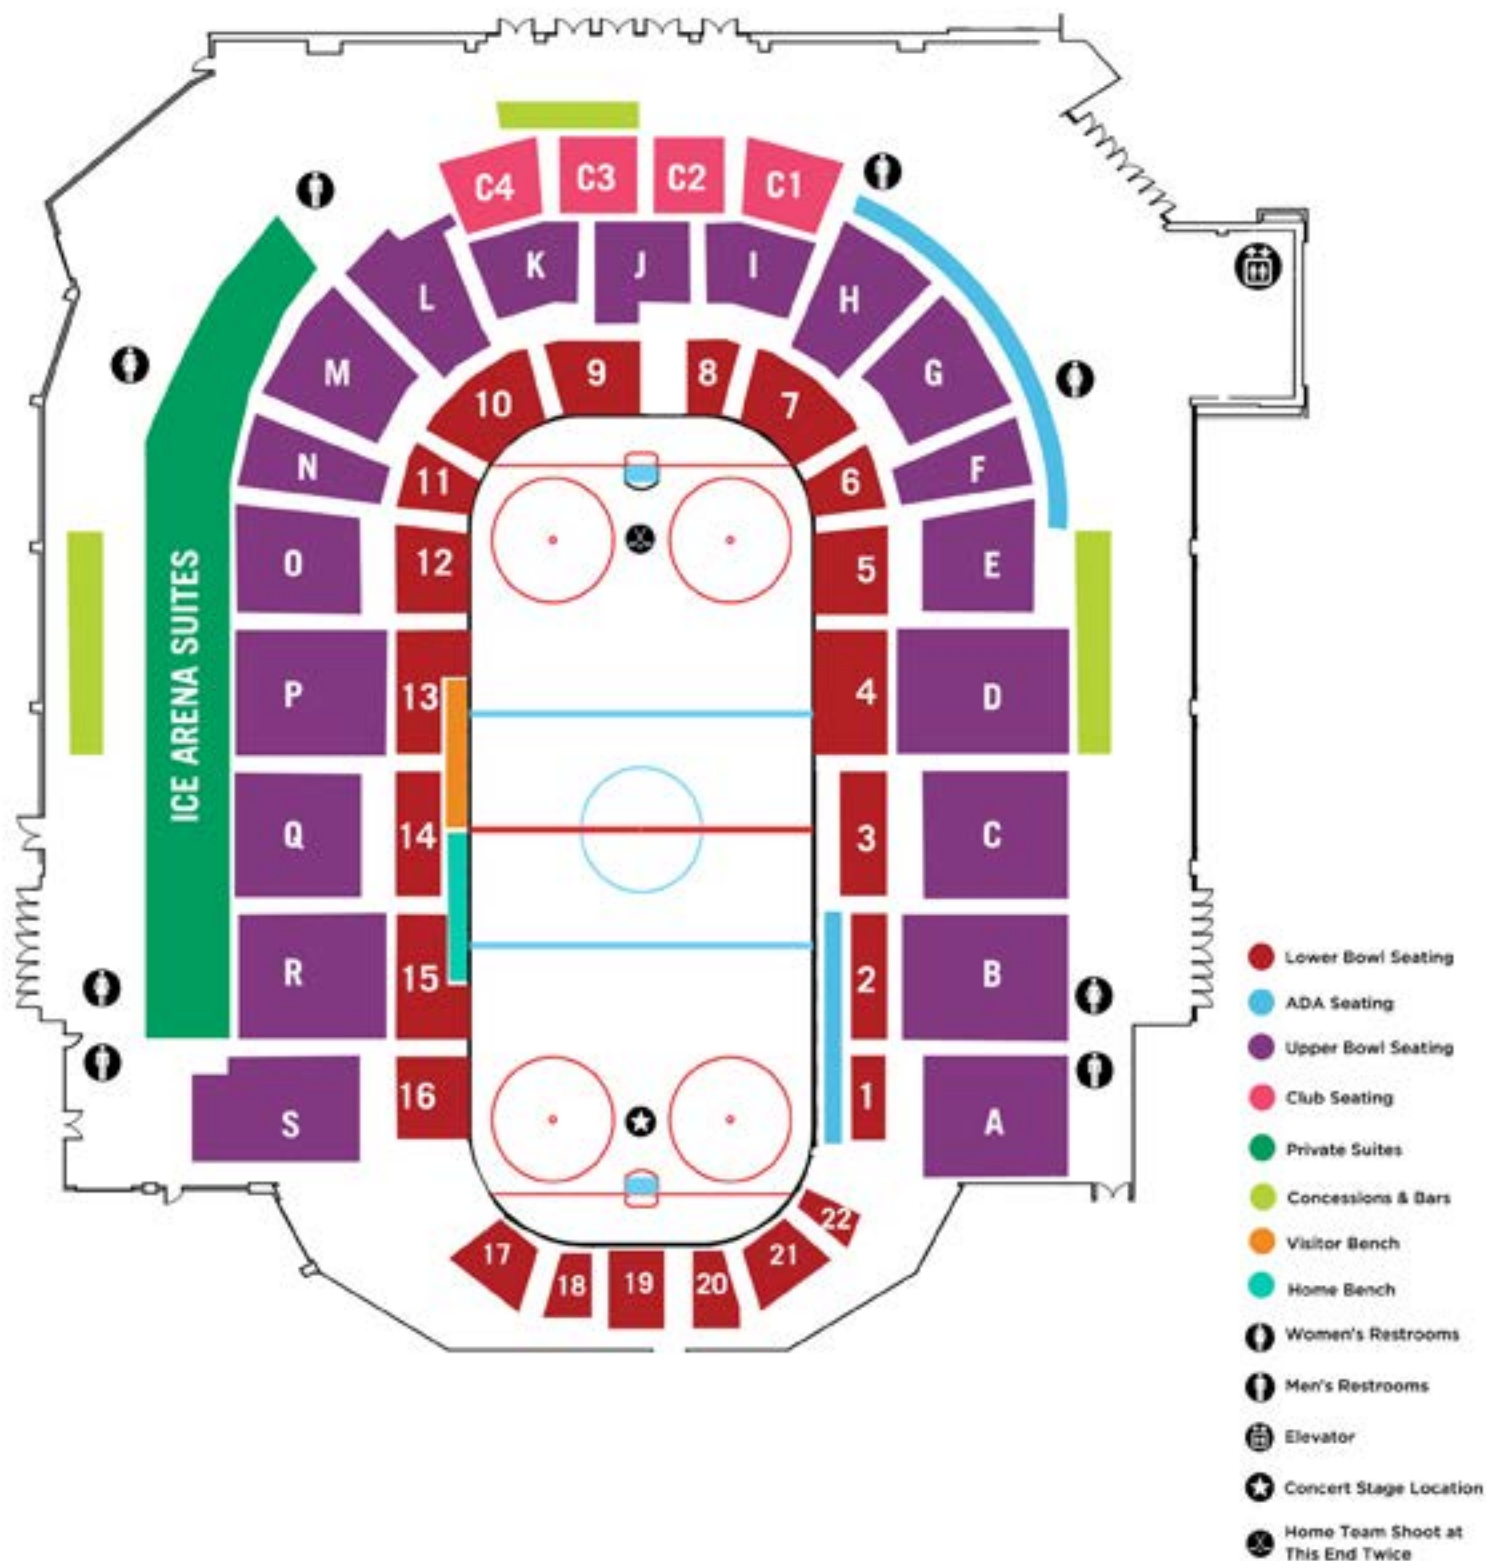 C4
C3
C2
C1
K
J
I
L
H
M
G
9
8
10
7
N
F
11
6
O
12
5
E
ICE ARENA SUITES
P
13
4
D
Q
14
3
C
R
15
2
B
S
16
1
A
17
18
19
20
21
22
Lower Bowl Seating
ADA Seating
Upper Bowl Seating
Club Seating
Private Suites
Concessions & Bars
Visitor Bench
Home Bench
Women's Restrooms
Men's Restrooms
Elevator
Concert Stage Location
Home Team Shoot at
This End Twice